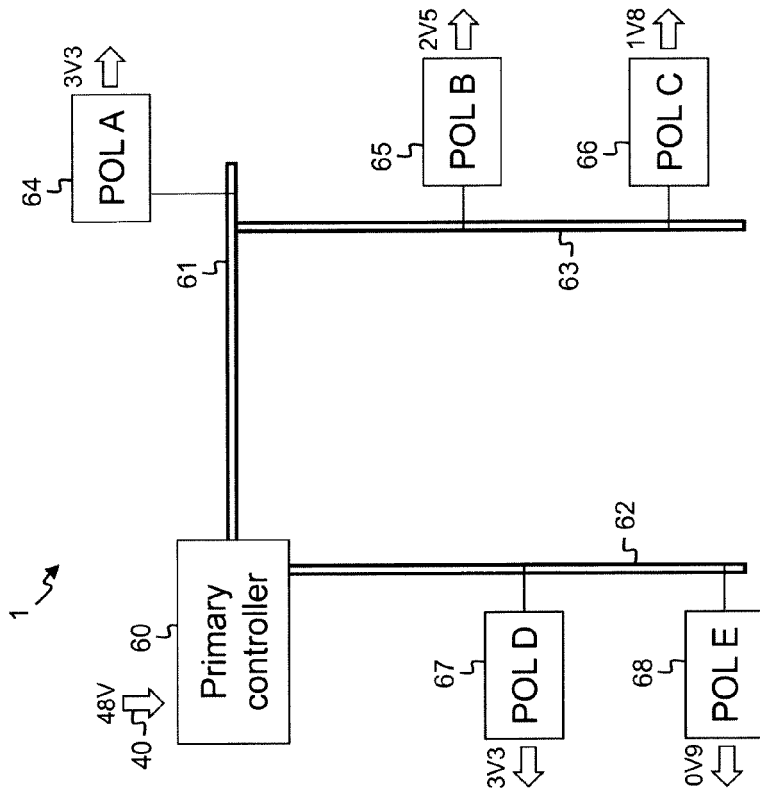 1
48V
40
60
Primary
controller
61
64
POL A
3V3
62
63
67
POL D
3V3
65
POL B
2V5
68
POL E
0V9
66
POL C
1V8